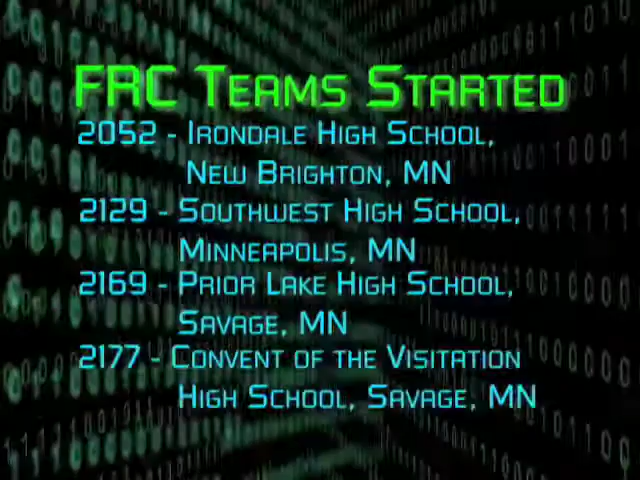 FRC Teams Started
2052 - Irondale High School,
New Brighton, MN
2129 - Southwest High School,
Minneapolis, MN
2169 - Prior Lake High School,
Savage, MN
2177 - Convent of the Visitation
High School, Savage, MN